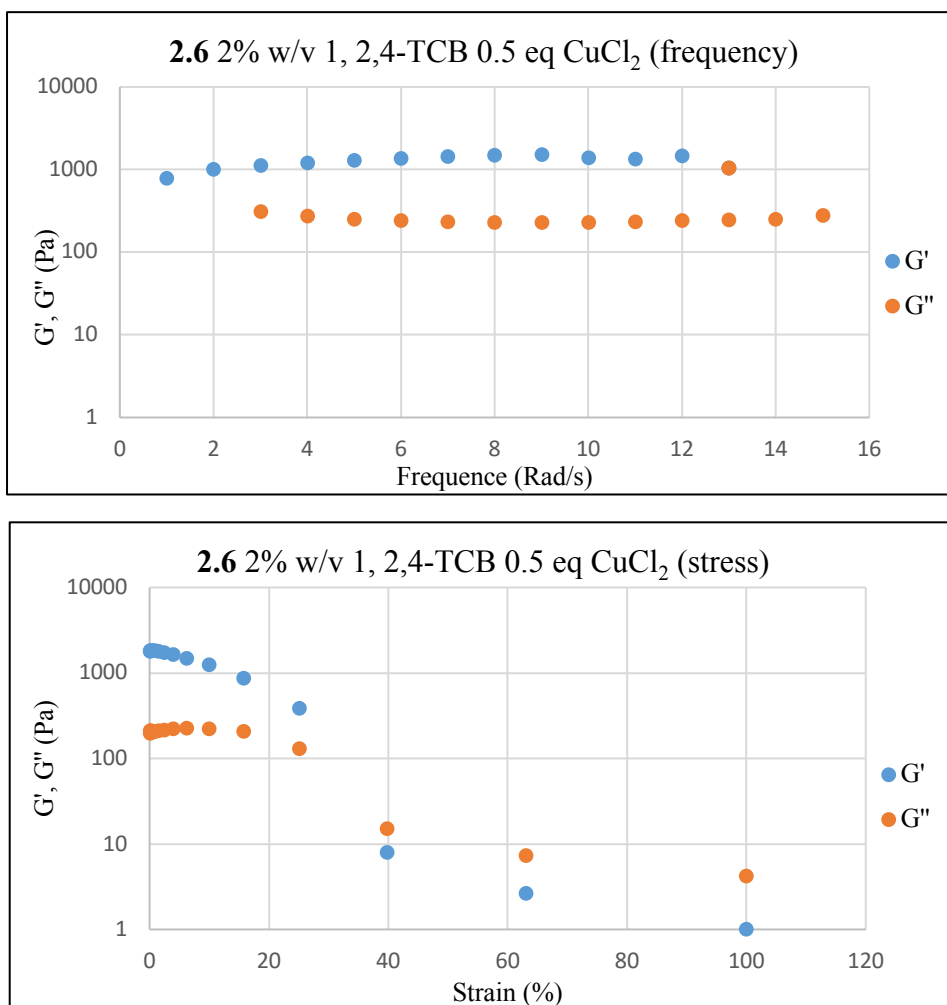 2.6 2% w/v 1, 2,4-TCB 0.5 eq CuCl₂ (frequency)
10000
1000
100
10
1
G', G'' (Pa)
0 2 4 6 8 10 12 14 16
Frequence (Rad/s)
G'
G"
2.6 2% w/v 1, 2,4-TCB 0.5 eq CuCl₂ (stress)
10000
1000
100
10
1
G', G'' (Pa)
0 20 40 60 80 100 120
Strain (%)
G'
G"